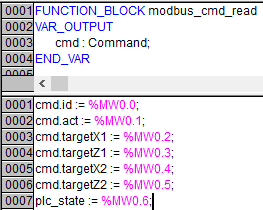 0001 FUNCTION_BLOCK modbus_cmd_read
0002 VAR_OUTPUT
0003 cmd : Command;
0004 END_VAR
0001 cmd.id := %MW0.0;
0002 cmd.act := %MW0.1;
0003 cmd.targetX1 := %MW0.2;
0004 cmd.targetZ1 := %MW0.3;
0005 cmd.targetX2 := %MW0.4;
0006 cmd.targetZ2 := %MW0.5;
0007 plc_state := %MW0.6;